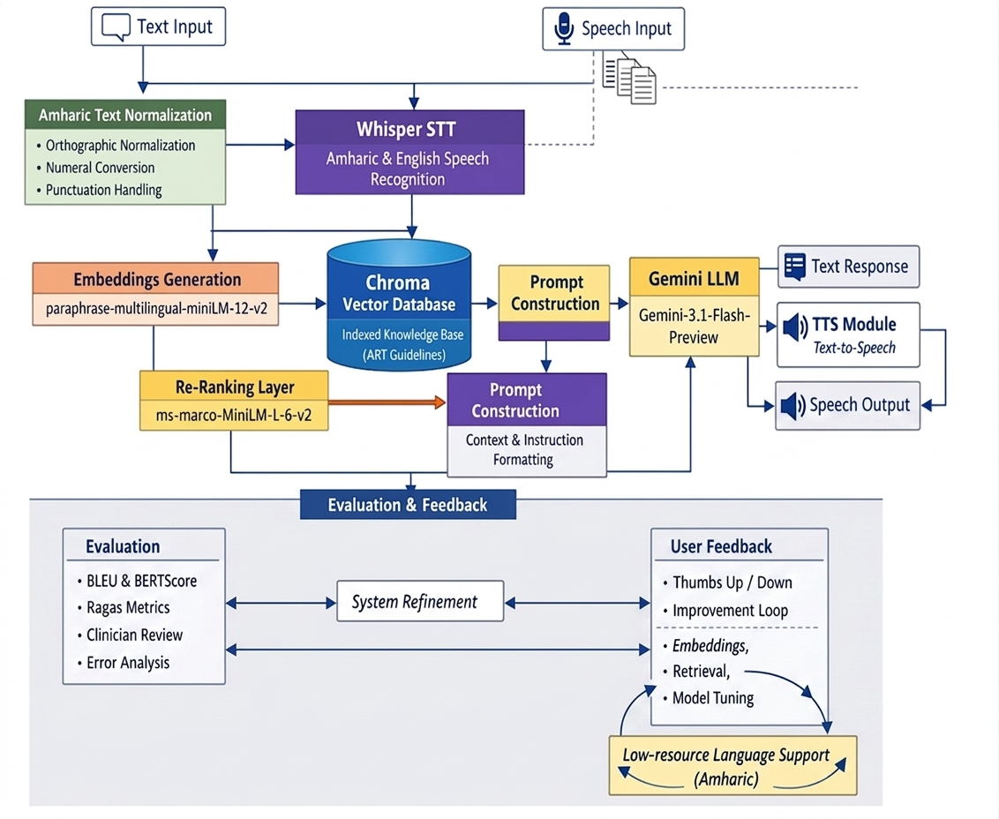 Text Input
Speech Input
Amharic Text Normalization
• Orthographic Normalization
• Numeral Conversion
• Punctuation Handling
Whisper STT
Amharic & English Speech
Recognition
Embeddings Generation
paraphrase-multilingual-miniLM-12-v2
Chroma
Vector Database
Indexed Knowledge Base
(ART Guidelines)
Prompt
Construction
Gemini LLM
Gemini-3.1-Flash-
Preview
Text Response
TTS Module
Text-to-Speech
Speech Output
Re-Ranking Layer
ms-marco-MiniLM-L-6-v2
Prompt
Construction
Context & Instruction
Formatting
Evaluation & Feedback
Evaluation
• BLEU & BERTScore
• Ragas Metrics
• Clinician Review
• Error Analysis
System Refinement
User Feedback
• Thumbs Up / Down
• Improvement Loop
• Embeddings,
• Retrieval,
• Model Tuning
Low-resource Language Support
(Amharic)